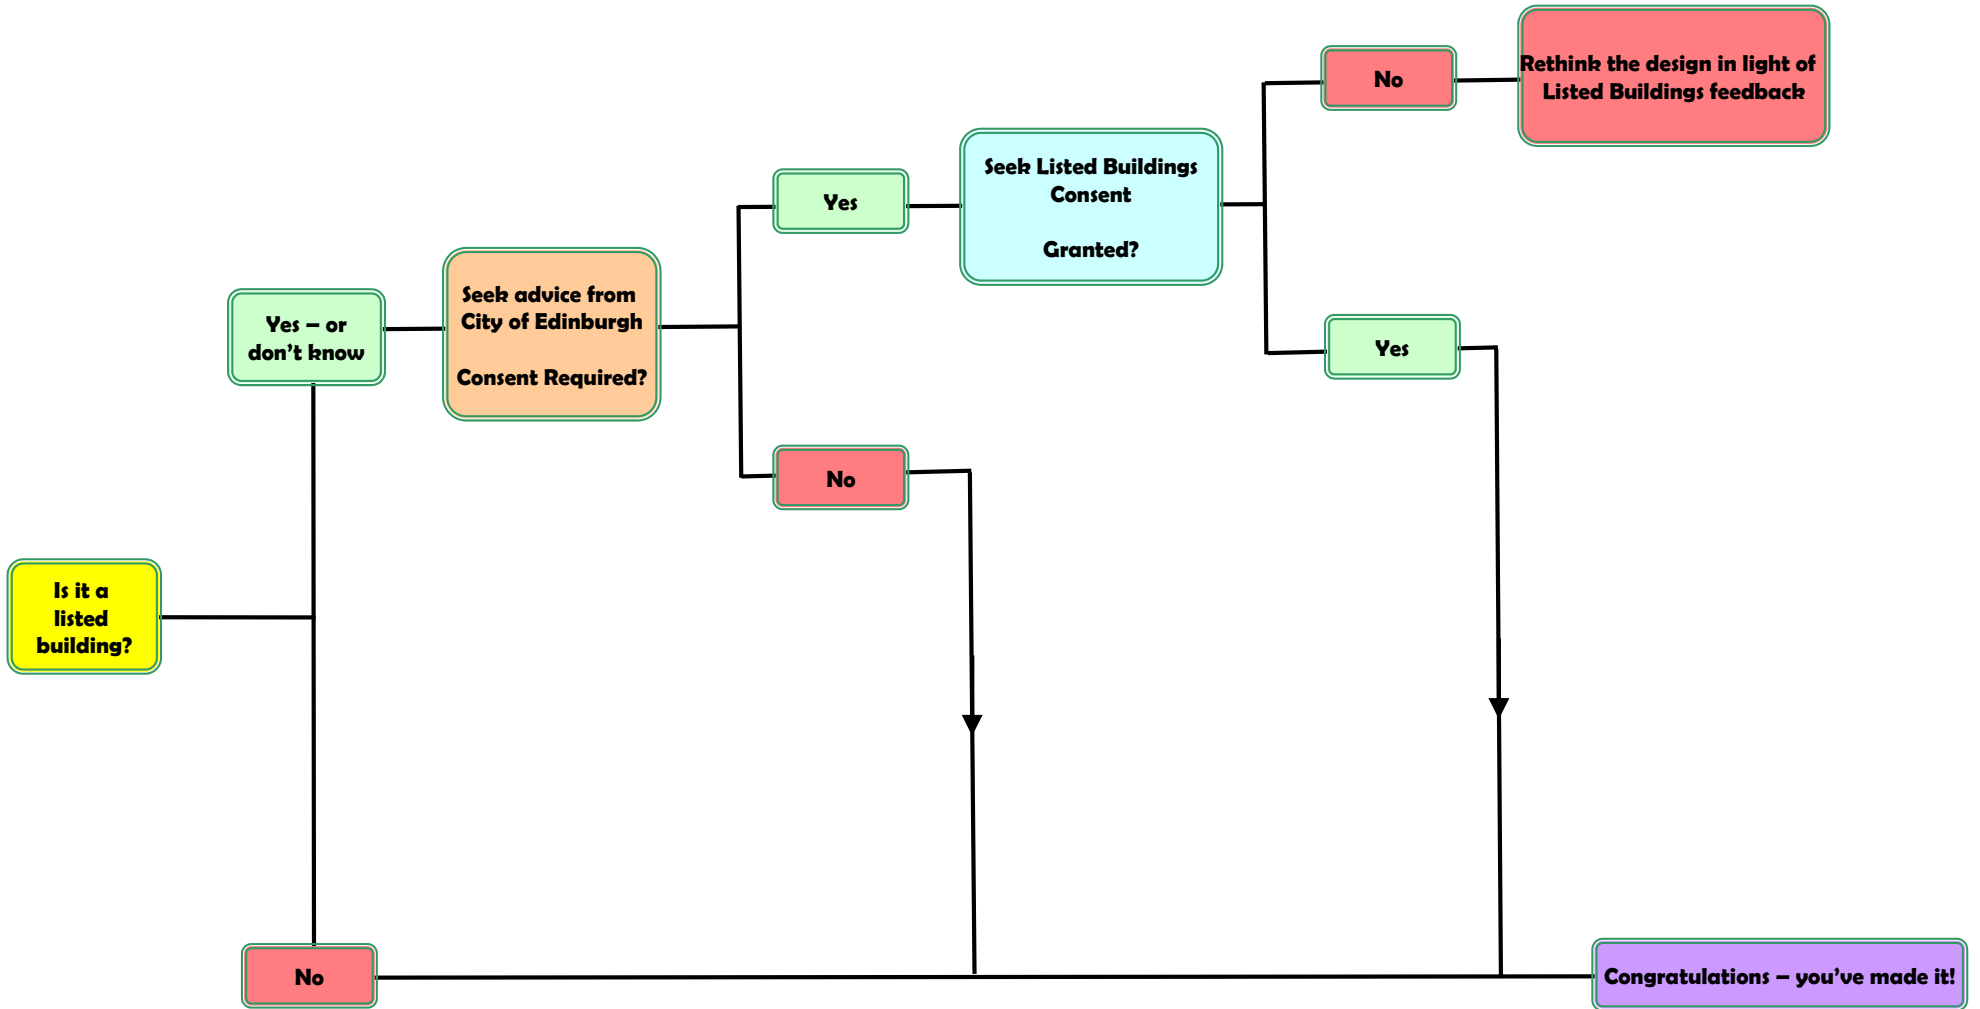 Is it a
listed
building?
Yes – or
don't know
No
Seek advice from
City of Edinburgh
Consent Required?
Yes
No
Seek Listed Buildings
Consent
Granted?
No
Yes
Rethink the design in light of
Listed Buildings feedback
Congratulations – you've made it!